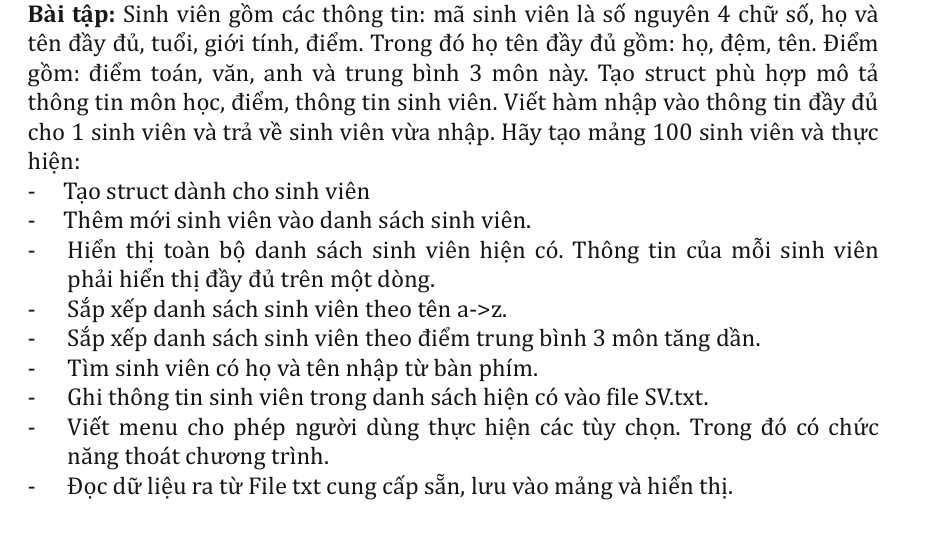 Bài tập: Sinh viên gồm các thông tin: mã sinh viên là số nguyên 4 chữ số, họ và
tên đầy đủ, tuổi, giới tính, điểm. Trong đó họ tên đầy đủ gồm: họ, đệm, tên. Điểm
gồm: điểm toán, văn, anh và trung bình 3 môn này. Tạo struct phù hợp mô tả
thông tin môn học, điểm, thông tin sinh viên. Viết hàm nhập vào thông tin đầy đủ
cho 1 sinh viên và trả về sinh viên vừa nhập. Hãy tạo mảng 100 sinh viên và thực
hiện:
- Tạo struct dành cho sinh viên
- Thêm mới sinh viên vào danh sách sinh viên.
- Hiển thị toàn bộ danh sách sinh viên hiện có. Thông tin của mỗi sinh viên
phải hiển thị đầy đủ trên một dòng.
- Sắp xếp danh sách sinh viên theo tên a->z.
- Sắp xếp danh sách sinh viên theo điểm trung bình 3 môn tăng dần.
- Tìm sinh viên có họ và tên nhập từ bàn phím.
- Ghi thông tin sinh viên trong danh sách hiện có vào file SV.txt.
- Viết menu cho phép người dùng thực hiện các tùy chọn. Trong đó có chức
năng thoát chương trình.
- Đọc dữ liệu ra từ File txt cung cấp sẵn, lưu vào mảng và hiển thị.